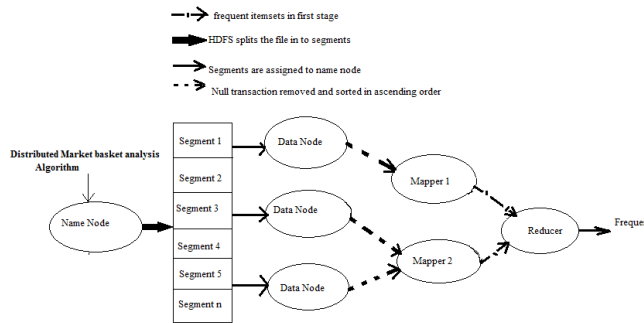 frequent itemsets in first stage
HDFS splits the file in to segments
Segments are assigned to name node
Null transaction removed and sorted in ascending order
Distributed Market basket analysis
Algorithm
Name Node
Segment 1
Segment 2
Segment 3
Segment 4
Segment 5
Segment n
Data Node
Data Node
Data Node
Mapper 1
Mapper 2
Reducer